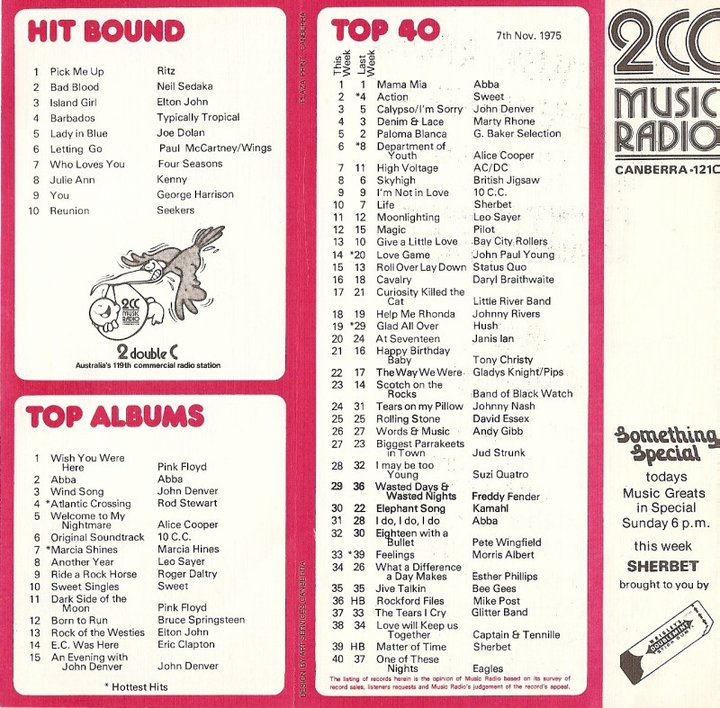 HIT BOUND
1 Pick Me Up Ritz
2 Bad Blood Neil Sedaka
3 Island Girl Elton John
4 Barbados Typically Tropical
5 Lady in Blue Joe Dolan
6 Letting Go Paul McCartney/Wings
7 Who Loves You Four Seasons
8 Julie Ann Kenny
9 You George Harrison
10 Reunion Seekers
2CC
MUSIC
RADIO
2 double C
Australia's 119th commercial radio station
TOP ALBUMS
1 Wish You Were
Here Pink Floyd
2 Abba Abba
3 Wind Song John Denver
4 *Atlantic Crossing Rod Stewart
5 Welcome to My
Nightmare Alice Cooper
6 Original Soundtrack 10 C.C.
7 *Marcia Shines Marcia Hines
8 Another Year Leo Sayer
9 Ride a Rock Horse Roger Daltry
10 Sweet Singles Sweet
11 Dark Side of the
Moon Pink Floyd
12 Born to Run Bruce Springsteen
13 Rock of the Westies Elton John
14 E.C. Was Here Eric Clapton
15 An Evening with
John Denver John Denver
* Hottest Hits
TOP 40
7th Nov. 1975
This Week Last Week
1 1 Mama Mia Abba
2 *4 Action Sweet
3 5 Calypso/I'm Sorry John Denver
4 3 Denim & Lace Marty Rhone
5 2 Paloma Blanca G. Baker Selection
6 *8 Department of
Youth Alice Cooper
7 11 High Voltage AC/DC
8 6 Skyhigh British Jigsaw
9 9 I'm Not in Love 10 C.C.
10 7 Life Sherbet
11 12 Moonlighting Leo Sayer
12 15 Magic Pilot
13 10 Give a Little Love Bay City Rollers
14 *20 Love Game John Paul Young
15 13 Roll Over Lay Down Status Quo
16 18 Cavalry Daryl Braithwaite
17 21 Curiosity Killed the
Cat Little River Band
18 19 Help Me Rhonda Johnny Rivers
19 *29 Glad All Over Hush
20 24 At Seventeen Janis Ian
21 16 Happy Birthday
Baby Tony Christy
22 17 The Way We Were Gladys Knight/Pips
23 14 Scotch on the
Rocks Band of Black Watch
24 31 Tears on my Pillow Johnny Nash
25 25 Rolling Stone David Essex
26 27 Words & Music Andy Gibb
27 23 Biggest Parrakeets
in Town Jud Strunk
28 32 I may be too
Young Suzi Quatro
29 36 Wasted Days &
Wasted Nights Freddy Fender
30 22 Elephant Song Kamahl
31 28 I do, I do, I do Abba
32 30 Eighteen with a
Bullet Pete Wingfield
33 *39 Feelings Morris Albert
34 26 What a Difference
a Day Makes Esther Phillips
35 35 Jive Talkin Bee Gees
36 HB Rockford Files Mike Post
37 33 The Tears I Cry Glitter Band
38 34 Love will Keep us
Together Captain & Tennille
39 HB Matter of Time Sherbet
40 37 One of These
Nights Eagles
The listing of records herein is the opinion of Music Radio based on its survey of
record sales, listeners requests and Music Radio's judgement of the record's appeal.
2CC
MUSIC
RADIO
CANBERRA-121C
Something
Special
todays
Music Greats
in Special
Sunday 6 p.m.
this week
SHERBET
brought to you by
WRIGLEYS